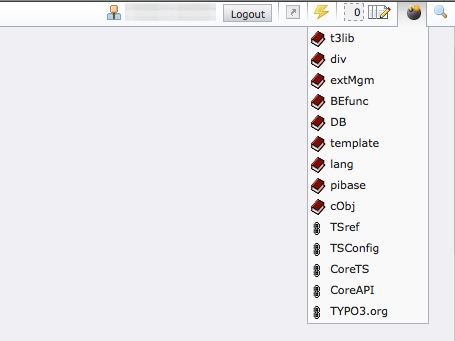 Logout 0
t3lib
div
extMgm
BEfunc
DB
template
lang
pibase
cObj
TSref
TSConfig
CoreTS
CoreAPI
TYPO3.org